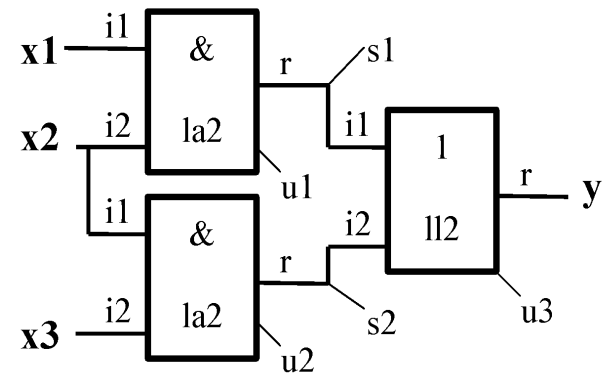 x1 i1 & r s1
x2 i2 la2 u1
i1 1 r y
i2 ll2 u3
i1 & r s2
x3 i2 la2 u2